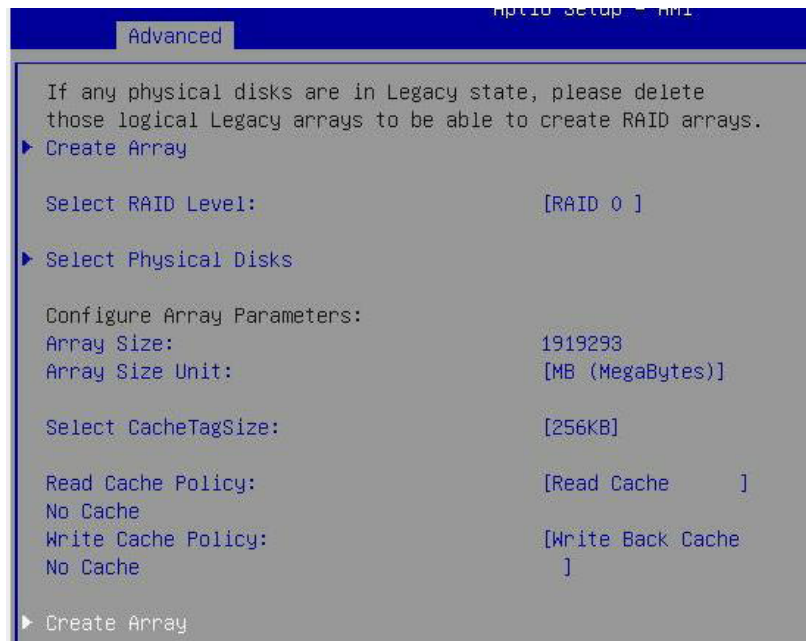 Aptio Setup - AMI
Advanced
If any physical disks are in Legacy state, please delete
those logical Legacy arrays to be able to create RAID arrays.
▶ Create Array
Select RAID Level: [RAID 0 ]
▶ Select Physical Disks
Configure Array Parameters:
Array Size: 1919293
Array Size Unit: [MB (MegaBytes)]
Select CacheTagSize: [256KB]
Read Cache Policy: [Read Cache ]
No Cache
Write Cache Policy: [Write Back Cache
No Cache ]
▶ Create Array